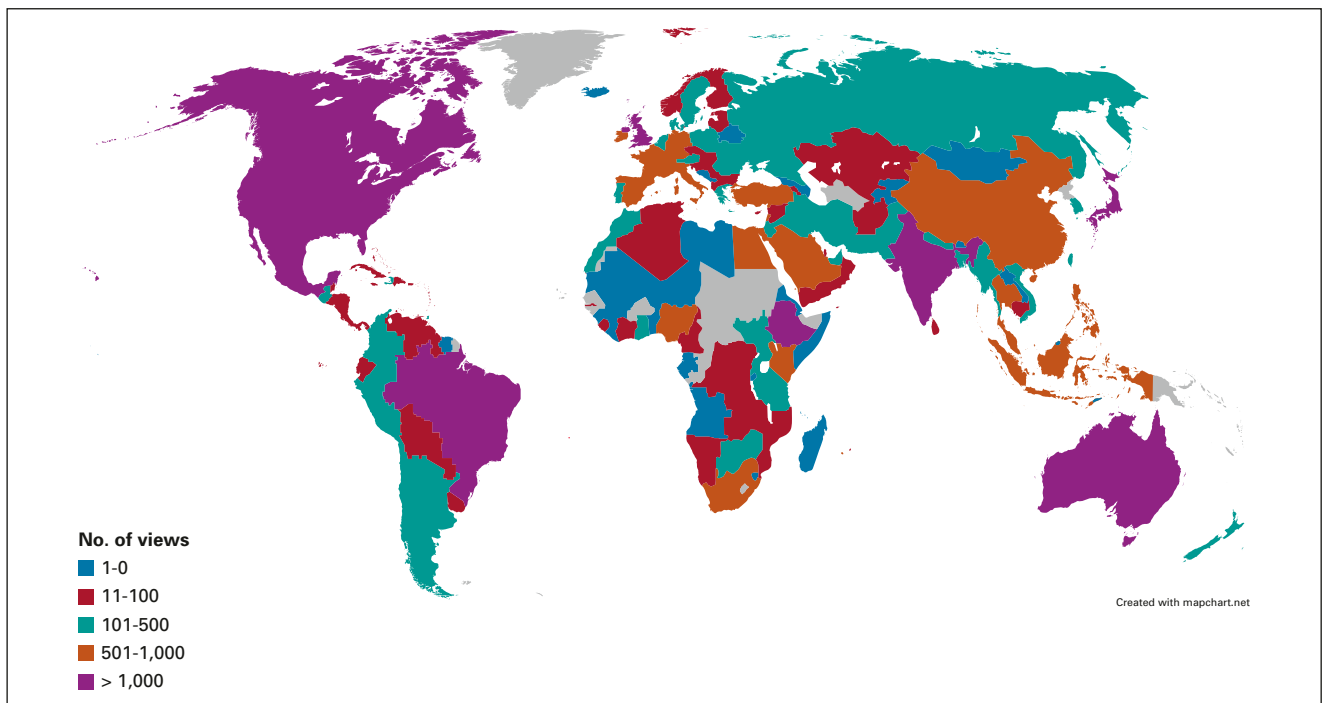 No. of views
1-0
11-100
101-500
501-1,000
> 1,000
Created with mapchart.net